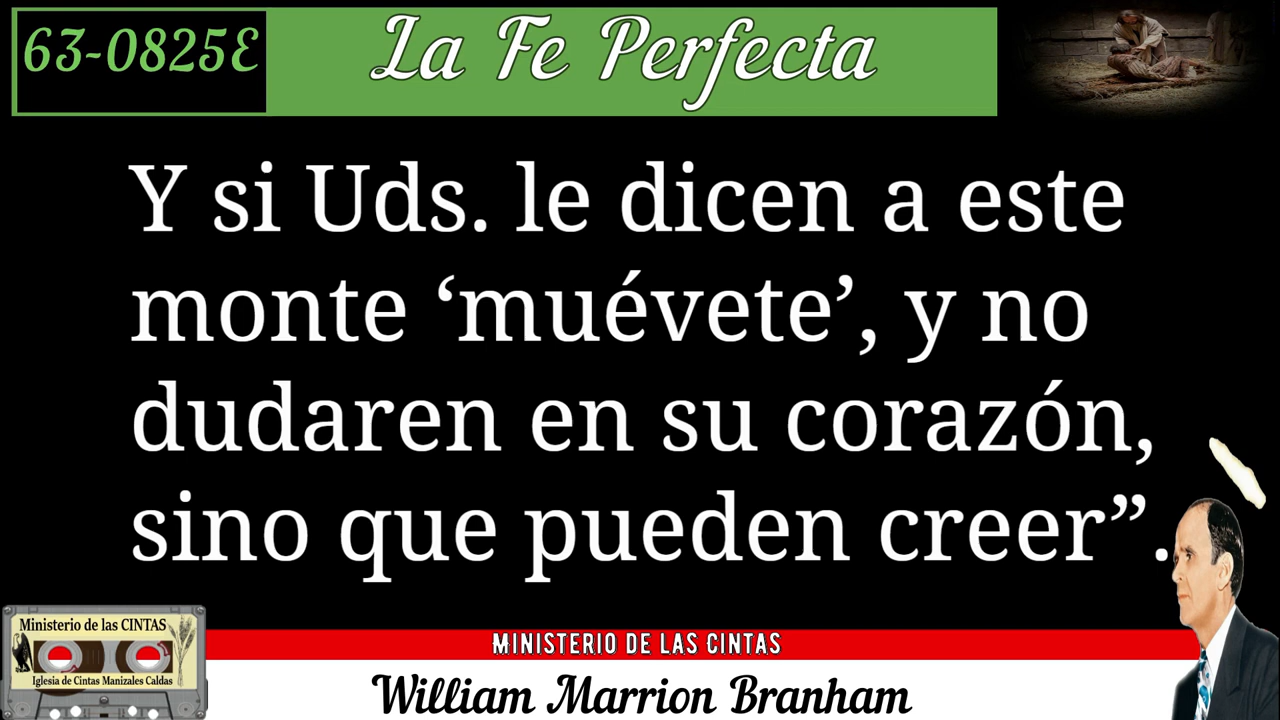 63-0825E
La Fe Perfecta
Y si Uds. le dicen a este
monte ‘muévete’, y no
dudaren en su corazón,
sino que pueden creer”.
Ministerio de las CINTAS
Iglesia de Cintas Manizales Caldas
MINISTERIO DE LAS CINTAS
William Marrion Branham